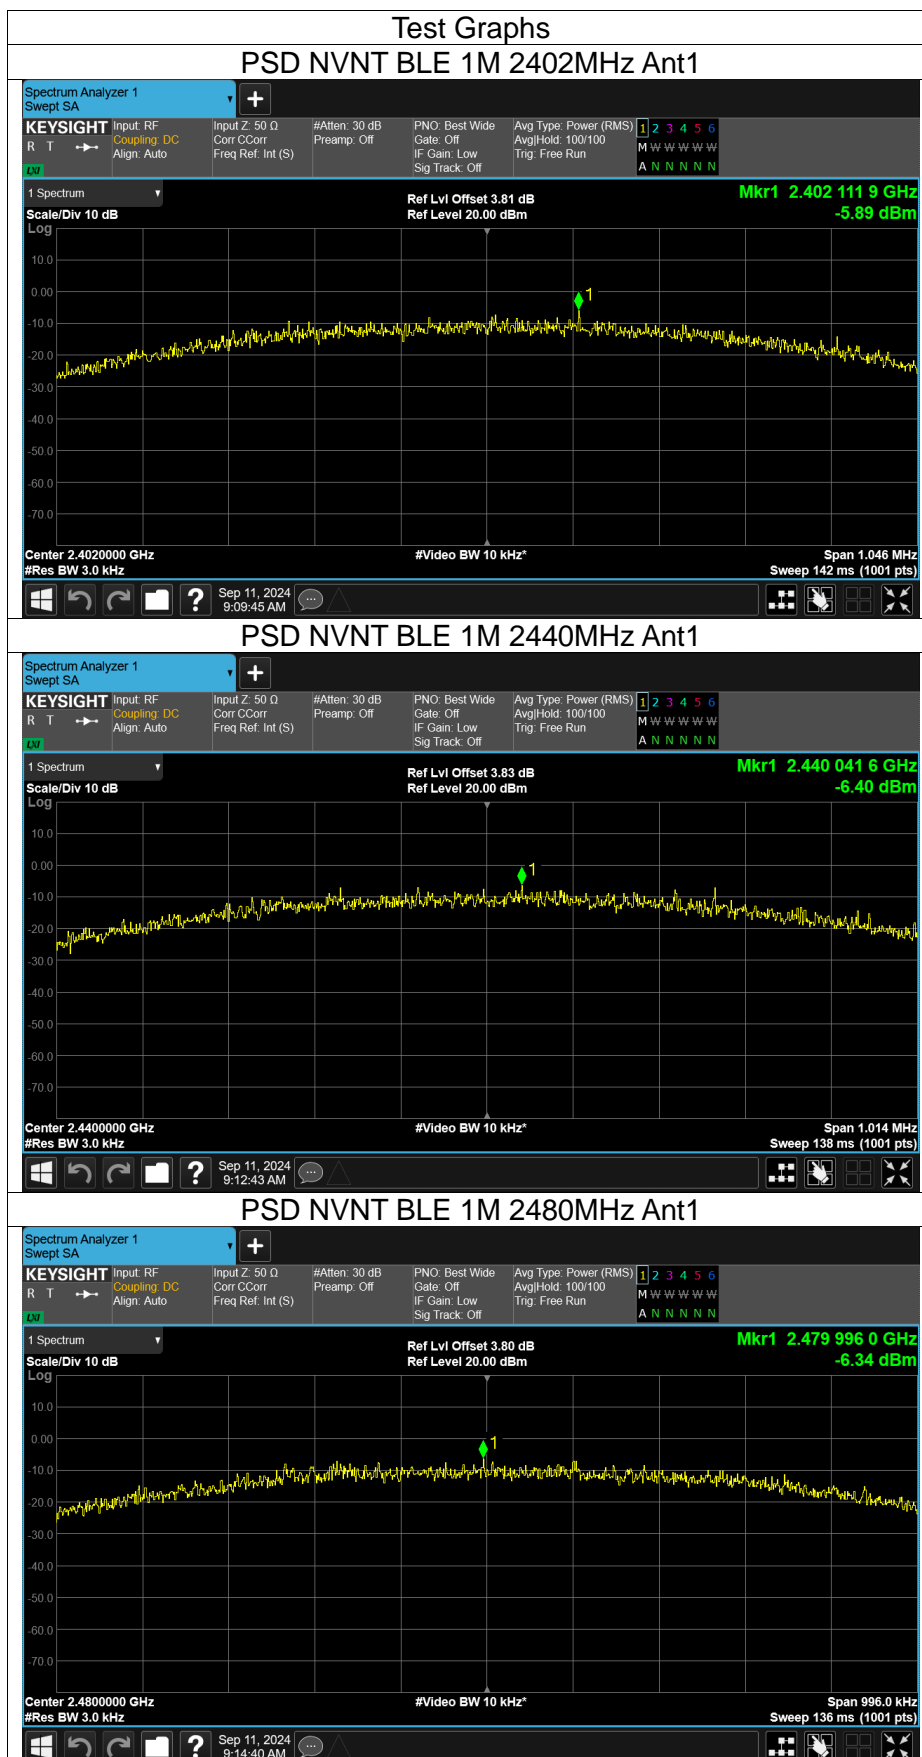 Test Graphs
PSD NVNT BLE 1M 2402MHz Ant1
Spectrum Analyzer 1
Swept SA
KEYSIGHT Input: RF Input Z: 50 Ω #Atten: 30 dB PNO: Best Wide Avg Type: Power (RMS) 1 2 3 4 5 6
R T Coupling: DC Corr CCorr Preamp: Off Gate: Off Avg|Hold: 100/100 M W W W W W
Align: Auto Freq Ref: Int (S) IF Gain: Low Trig: Free Run
LXI Sig Track: Off A N N N N N
1 Spectrum Ref Lvl Offset 3.81 dB Mkr1 2.402 111 9 GHz
Scale/Div 10 dB Ref Level 20.00 dBm -5.89 dBm
Log
10.0
0.00
1
-10.0
-20.0
-30.0
-40.0
-50.0
-60.0
-70.0
Center 2.4020000 GHz #Video BW 10 kHz* Span 1.046 MHz
#Res BW 3.0 kHz Sweep 142 ms (1001 pts)
? Sep 11, 2024
9:09:45 AM
PSD NVNT BLE 1M 2440MHz Ant1
Spectrum Analyzer 1
Swept SA
KEYSIGHT Input: RF Input Z: 50 Ω #Atten: 30 dB PNO: Best Wide Avg Type: Power (RMS) 1 2 3 4 5 6
R T Coupling: DC Corr CCorr Preamp: Off Gate: Off Avg|Hold: 100/100 M W W W W W
Align: Auto Freq Ref: Int (S) IF Gain: Low Trig: Free Run
LXI Sig Track: Off A N N N N N
1 Spectrum Ref Lvl Offset 3.83 dB Mkr1 2.440 041 6 GHz
Scale/Div 10 dB Ref Level 20.00 dBm -6.40 dBm
Log
10.0
0.00
1
-10.0
-20.0
-30.0
-40.0
-50.0
-60.0
-70.0
Center 2.4400000 GHz #Video BW 10 kHz* Span 1.014 MHz
#Res BW 3.0 kHz Sweep 138 ms (1001 pts)
? Sep 11, 2024
9:12:43 AM
PSD NVNT BLE 1M 2480MHz Ant1
Spectrum Analyzer 1
Swept SA
KEYSIGHT Input: RF Input Z: 50 Ω #Atten: 30 dB PNO: Best Wide Avg Type: Power (RMS) 1 2 3 4 5 6
R T Coupling: DC Corr CCorr Preamp: Off Gate: Off Avg|Hold: 100/100 M W W W W W
Align: Auto Freq Ref: Int (S) IF Gain: Low Trig: Free Run
LXI Sig Track: Off A N N N N N
1 Spectrum Ref Lvl Offset 3.80 dB Mkr1 2.479 996 0 GHz
Scale/Div 10 dB Ref Level 20.00 dBm -6.34 dBm
Log
10.0
0.00
1
-10.0
-20.0
-30.0
-40.0
-50.0
-60.0
-70.0
Center 2.4800000 GHz #Video BW 10 kHz* Span 996.0 kHz
#Res BW 3.0 kHz Sweep 136 ms (1001 pts)
? Sep 11, 2024
9:14:40 AM